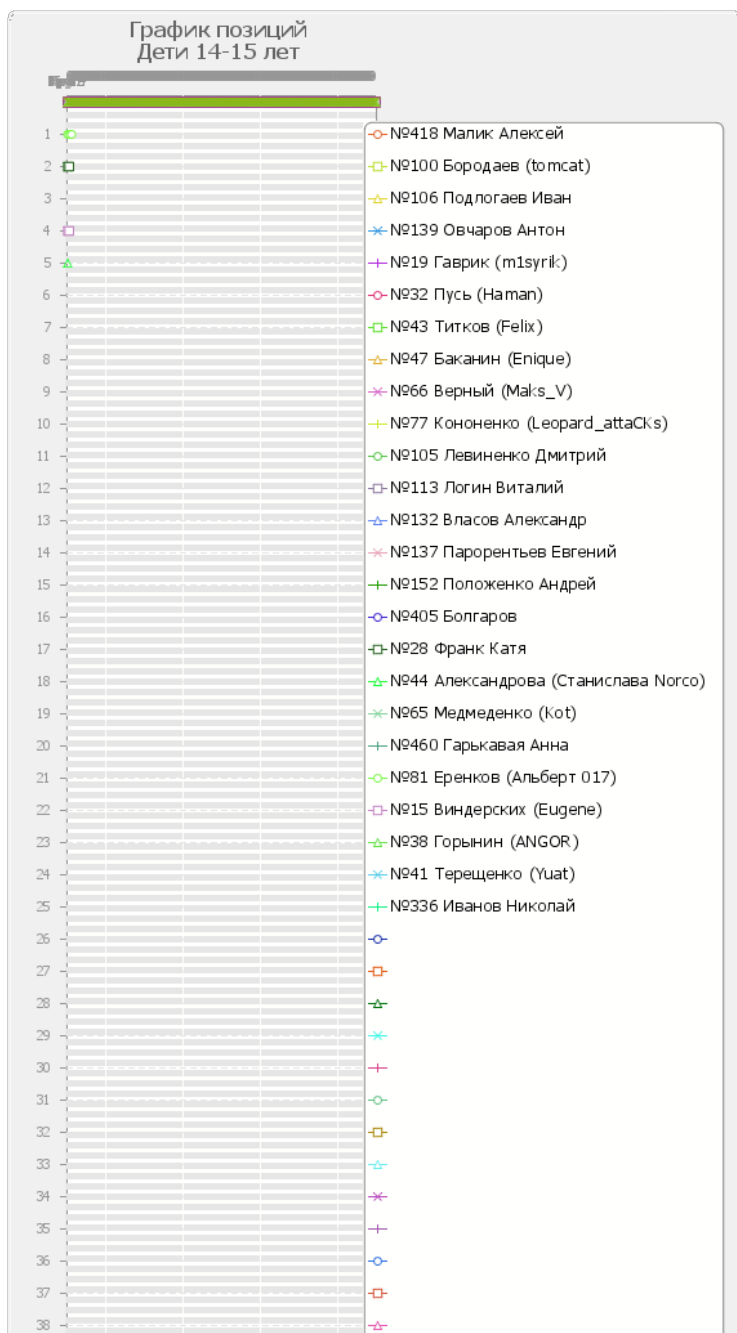 График позиций
Дети 14-15 лет
1 №418 Малик Алексей
2 №100 Бородаев (tomcat)
3 №106 Подлогаев Иван
4 №139 Овчаров Антон
5 №19 Гаврик (m1syrik)
6 №32 Пусь (Haman)
7 №43 Титков (Felix)
8 №47 Баканин (Enique)
9 №66 Верный (Maks_V)
10 №77 Кононенко (Leopard_attaCKs)
11 №105 Левиненко Дмитрий
12 №113 Логин Виталий
13 №132 Власов Александр
14 №137 Парорентьев Евгений
15 №152 Положенко Андрей
16 №405 Болгаров
17 №28 Франк Катя
18 №44 Александрова (Станислава Norco)
19 №65 Медмеденко (Kot)
20 №460 Гарькавая Анна
21 №81 Еренков (Альберт 017)
22 №15 Виндерских (Eugene)
23 №38 Горынин (ANGOR)
24 №41 Терещенко (Yuat)
25 №336 Иванов Николай
26
27
28
29
30
31
32
33
34
35
36
37
38